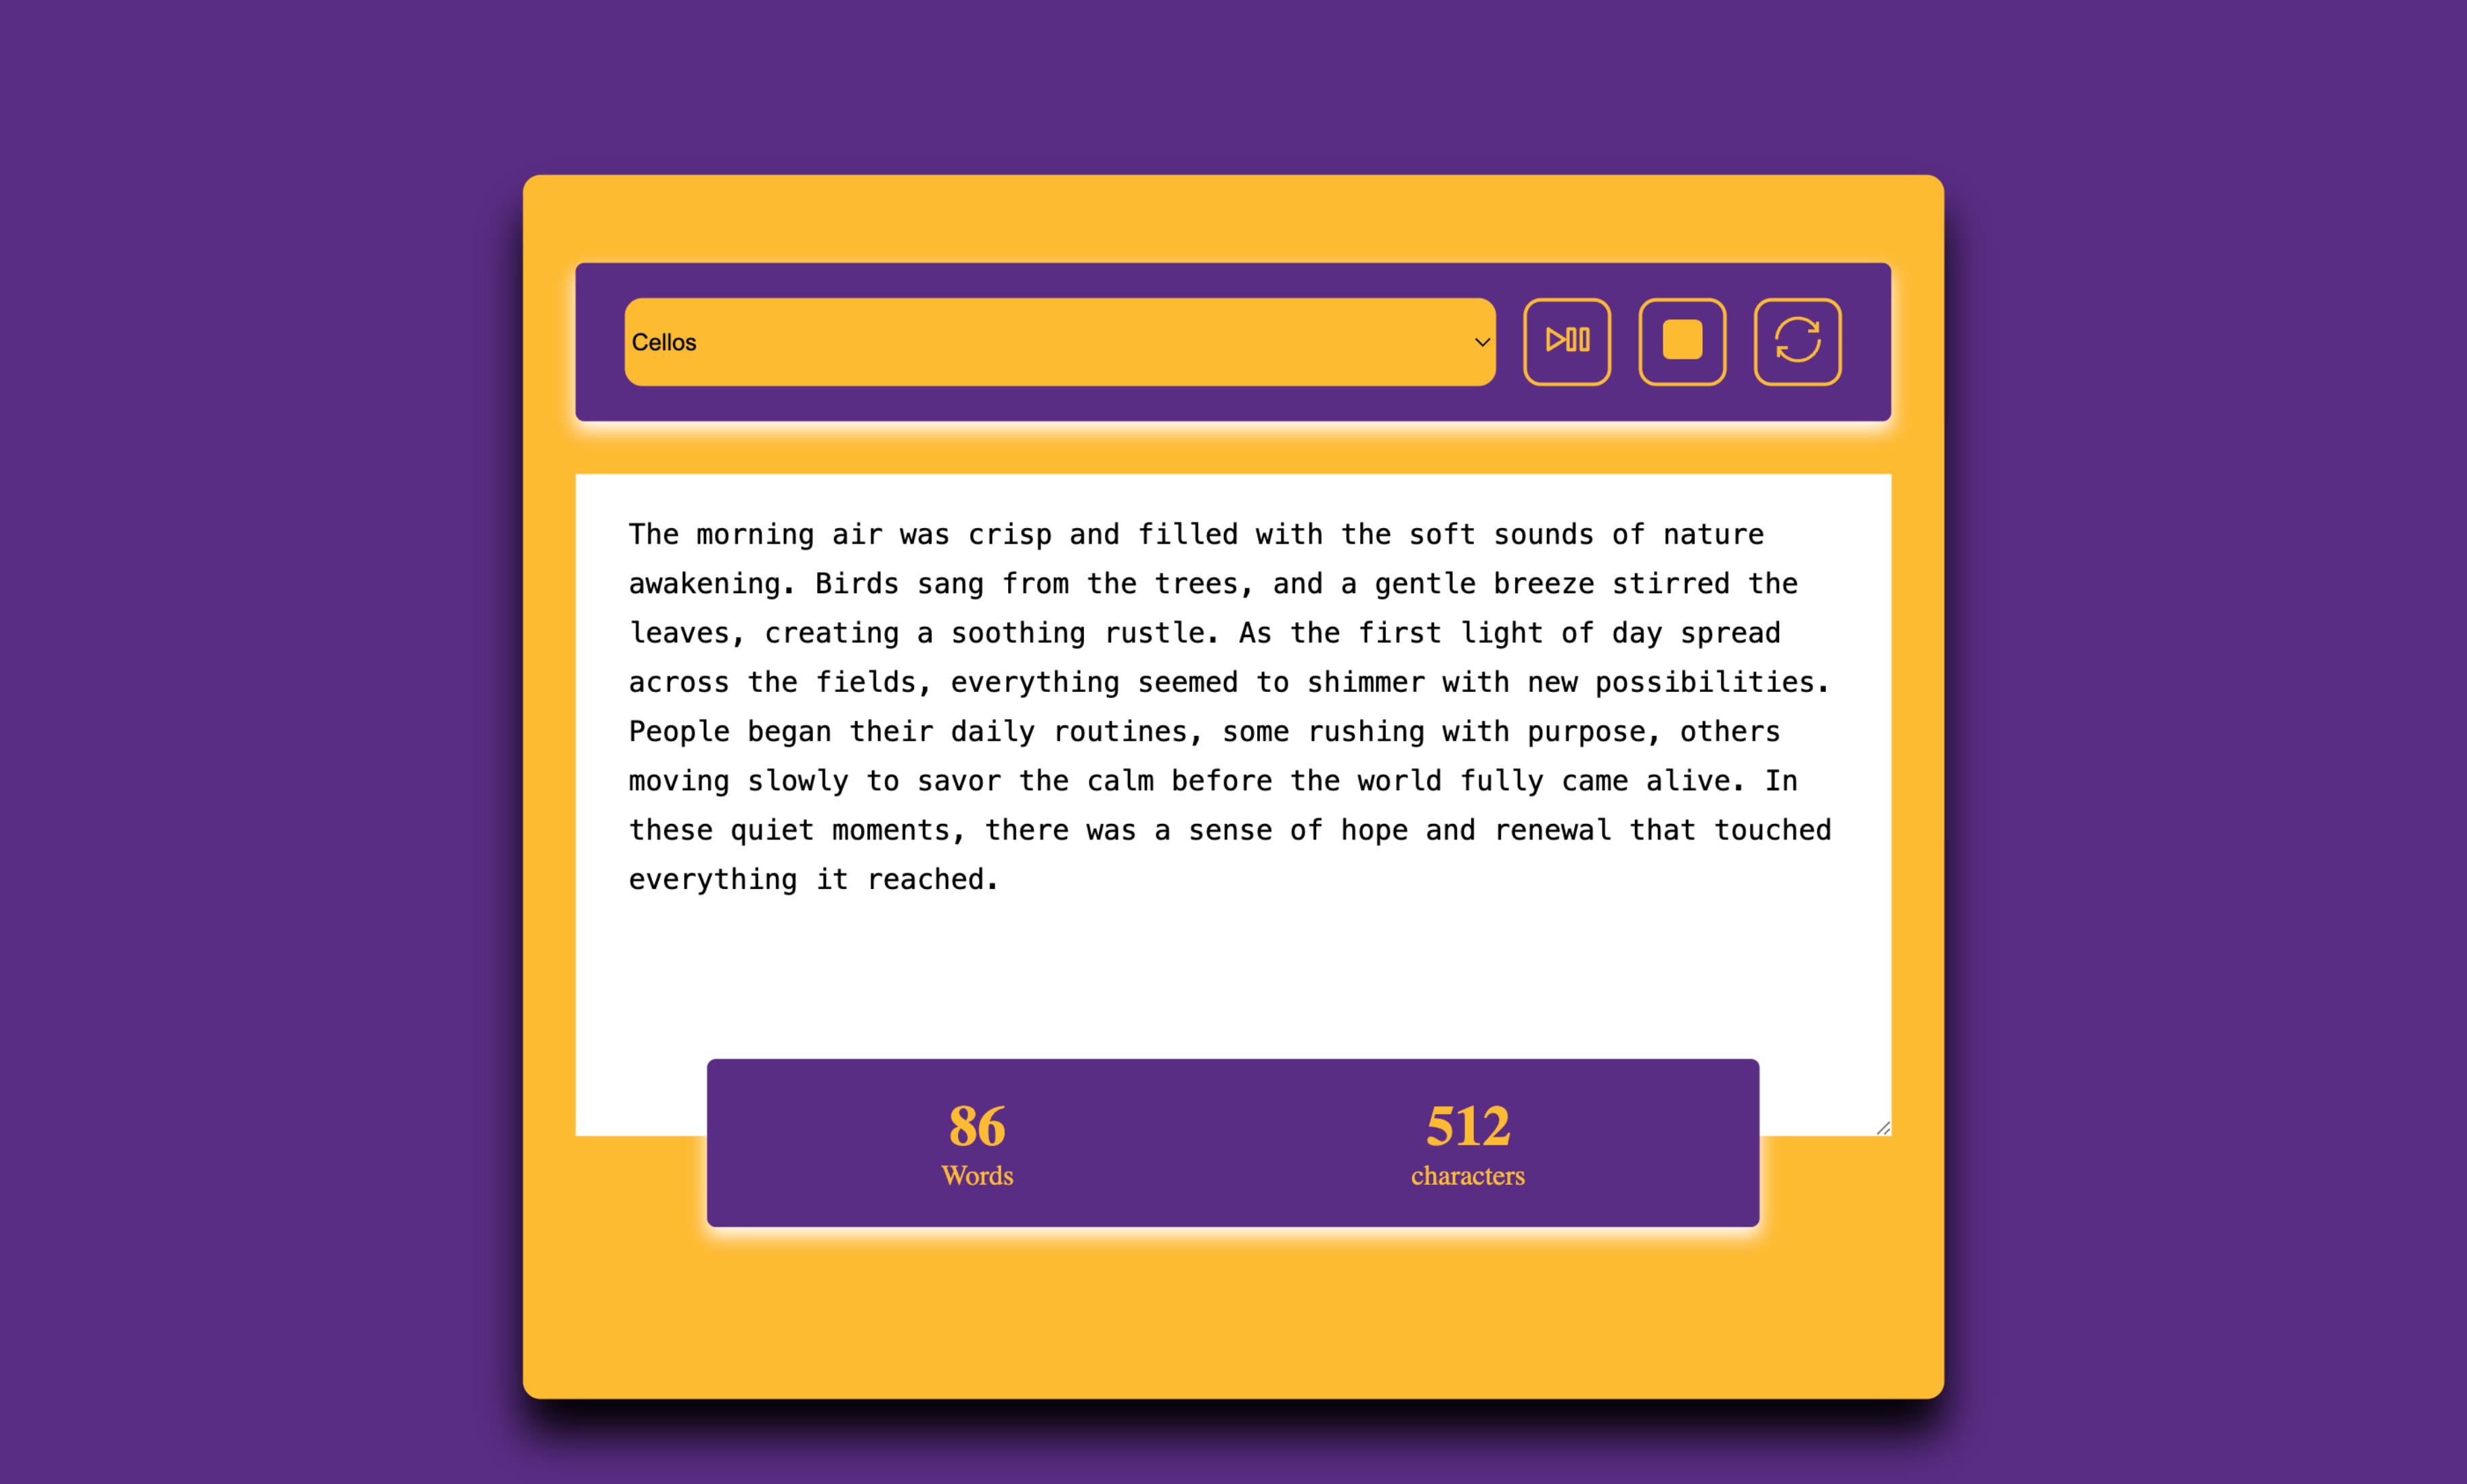 Cellos
The morning air was crisp and filled with the soft sounds of nature
awakening. Birds sang from the trees, and a gentle breeze stirred the
leaves, creating a soothing rustle. As the first light of day spread
across the fields, everything seemed to shimmer with new possibilities.
People began their daily routines, some rushing with purpose, others
moving slowly to savor the calm before the world fully came alive. In
these quiet moments, there was a sense of hope and renewal that touched
everything it reached.
86
Words
512
characters